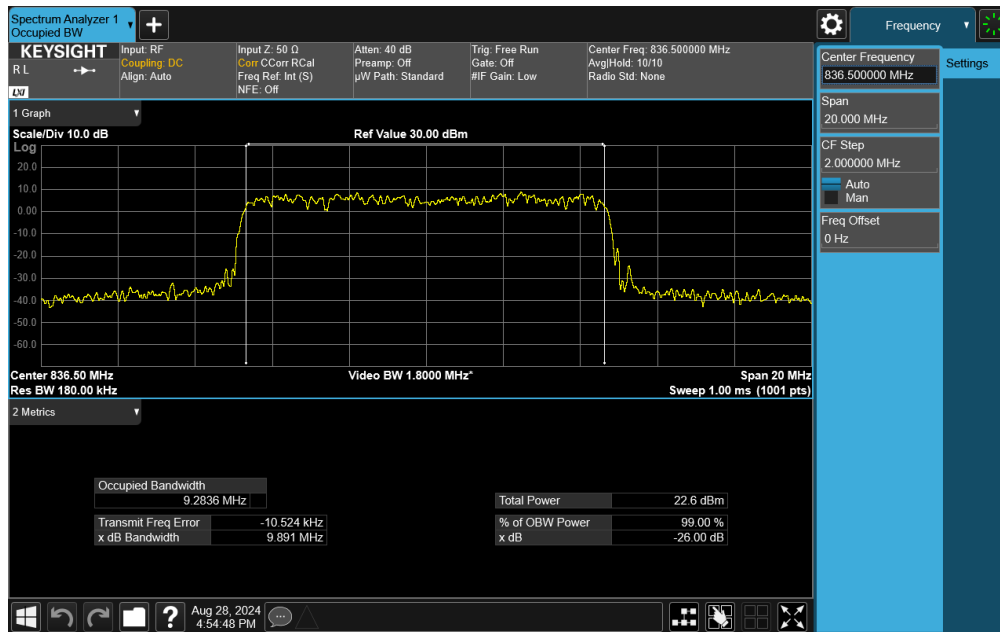 Spectrum Analyzer 1
Occupied BW
Frequency
KEYSIGHT
R L
LXI
Input: RF
Coupling: DC
Align: Auto
Input Z: 50 Ω
Corr CCorr RCal
Freq Ref: Int (S)
NFE: Off
Atten: 40 dB
Preamp: Off
µW Path: Standard
Trig: Free Run
Gate: Off
#IF Gain: Low
Center Freq: 836.500000 MHz
Avg|Hold: 10/10
Radio Std: None
Center Frequency
836.500000 MHz
Settings
Span
20.000 MHz
CF Step
2.000000 MHz
Auto
Man
Freq Offset
0 Hz
1 Graph
Scale/Div 10.0 dB
Ref Value 30.00 dBm
Log
20.0
10.0
0.00
-10.0
-20.0
-30.0
-40.0
-50.0
-60.0
Center 836.50 MHz
Video BW 1.8000 MHz*
Span 20 MHz
Res BW 180.00 kHz
Sweep 1.00 ms (1001 pts)
2 Metrics
Occupied Bandwidth
9.2836 MHz
Total Power 22.6 dBm
Transmit Freq Error -10.524 kHz
% of OBW Power 99.00 %
x dB Bandwidth 9.891 MHz
x dB -26.00 dB
Aug 28, 2024
4:54:48 PM